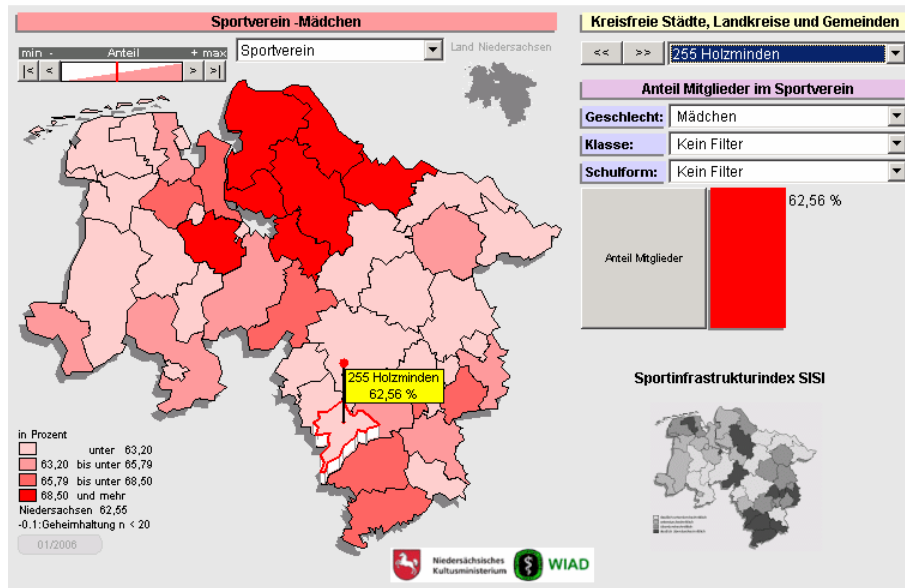 Sportverein -Mädchen
min - Anteil + max
|< < > >|
Sportverein
Land Niedersachsen
255 Holzminden
62,56 %
in Prozent
unter 63,20
63,20 bis unter 65,79
65,79 bis unter 68,50
68,50 und mehr
Niedersachsen 62,55
-0.1:Geheimhaltung n < 20
01/2006
Kreisfreie Städte, Landkreise und Gemeinden
<< >> 255 Holzminden
Anteil Mitglieder im Sportverein
Geschlecht: Mädchen
Klasse: Kein Filter
Schulform: Kein Filter
Anteil Mitglieder
62,56 %
Sportinfrastrukturindex SISI
Niedersächsisches
Kultusministerium
WIAD